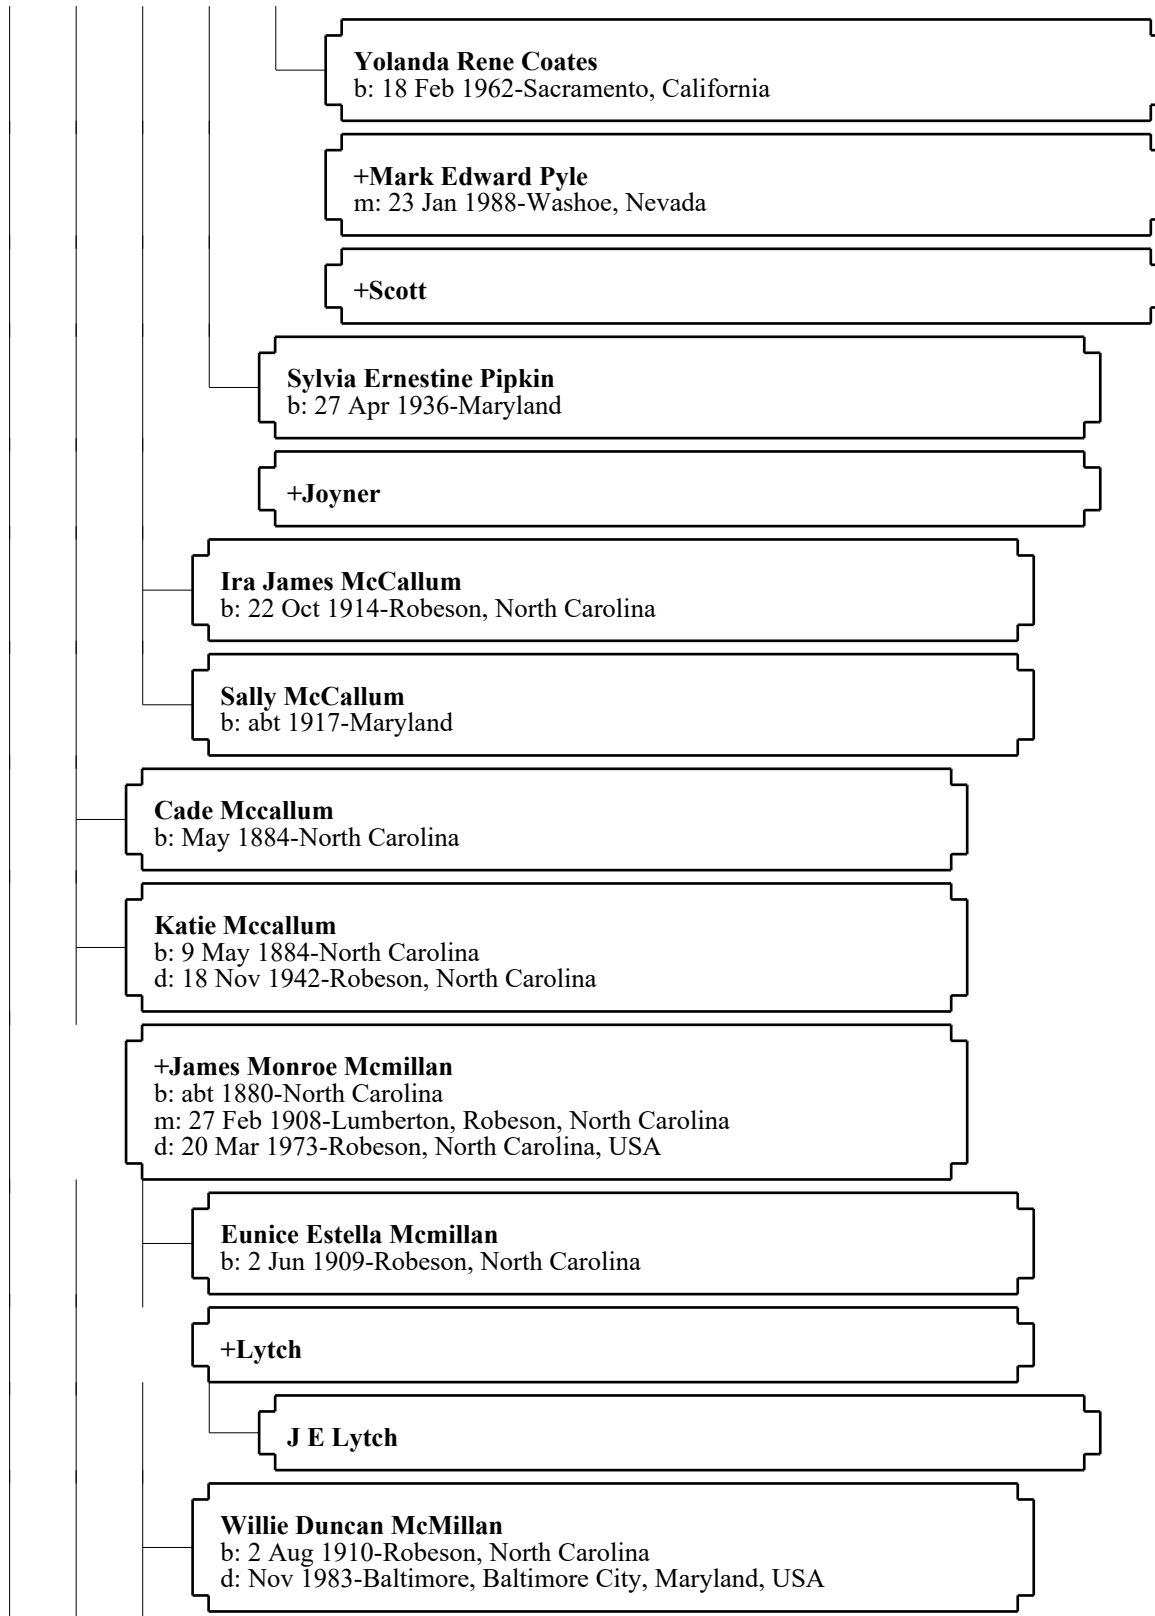 Yolanda Rene Coates
b: 18 Feb 1962-Sacramento, California
+Mark Edward Pyle
m: 23 Jan 1988-Washoe, Nevada
+Scott
Sylvia Ernestine Pipkin
b: 27 Apr 1936-Maryland
+Joyner
Ira James McCallum
b: 22 Oct 1914-Robeson, North Carolina
Sally McCallum
b: abt 1917-Maryland
Cade Mccallum
b: May 1884-North Carolina
Katie Mccallum
b: 9 May 1884-North Carolina
d: 18 Nov 1942-Robeson, North Carolina
+James Monroe Mcmillan
b: abt 1880-North Carolina
m: 27 Feb 1908-Lumberton, Robeson, North Carolina
d: 20 Mar 1973-Robeson, North Carolina, USA
Eunice Estella Mcmillan
b: 2 Jun 1909-Robeson, North Carolina
+Lytch
J E Lytch
Willie Duncan McMillan
b: 2 Aug 1910-Robeson, North Carolina
d: Nov 1983-Baltimore, Baltimore City, Maryland, USA